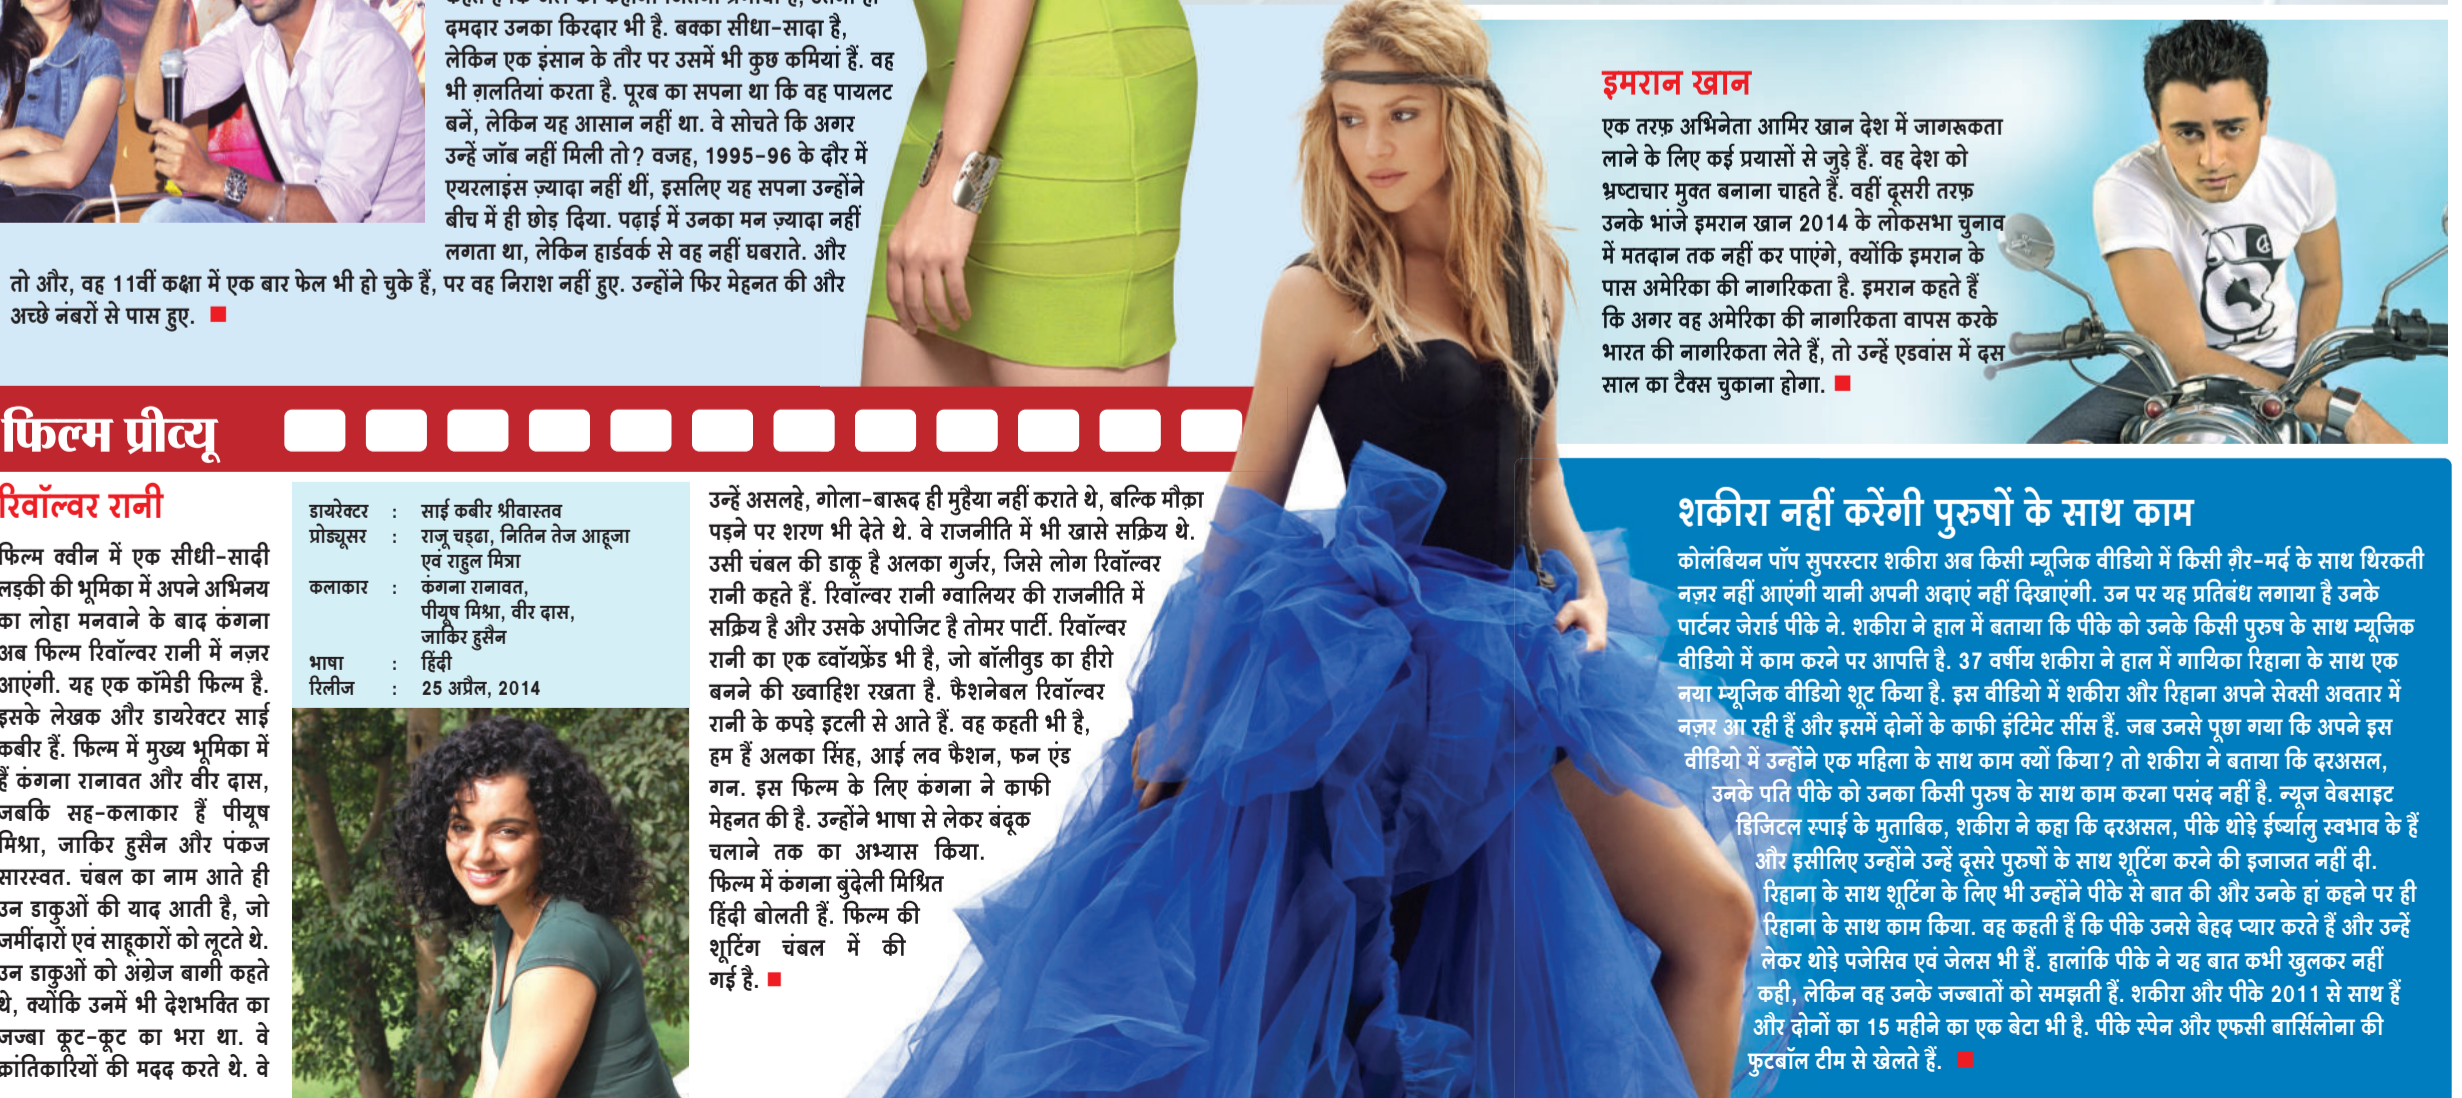 दमदार उनका किरदार भी है. बक्का सीधा-सादा है,
लेकिन एक इंसान के तौर पर उसमें भी कुछ कमियां हैं. वह
भी ग़लतियां करता है. पूरब का सपना था कि वह पायलट
बनें, लेकिन यह आसान नहीं था. वे सोचते कि अगर
उन्हें जॉब नहीं मिली तो? वजह, 1995-96 के दौर में
एयरलाइंस ज़्यादा नहीं थीं, इसलिए यह सपना उन्होंने
बीच में ही छोड़ दिया. पढ़ाई में उनका मन ज़्यादा नहीं
लगता था, लेकिन हार्डवर्क से वह नहीं घबराते. और
तो और, वह 11वीं कक्षा में एक बार फेल भी हो चुके हैं, पर वह निराश नहीं हुए. उन्होंने फिर मेहनत की और
अच्छे नंबरों से पास हुए.
इमरान खान
एक तरफ़ अभिनेता आमिर खान देश में जागरूकता
लाने के लिए कई प्रयासों से जुड़े हैं. वह देश को
भ्रष्टाचार मुक्त बनाना चाहते हैं. वहीं दूसरी तरफ़
उनके भांजे इमरान खान 2014 के लोकसभा चुनाव
में मतदान तक नहीं कर पाएंगे, क्योंकि इमरान के
पास अमेरिका की नागरिकता है. इमरान कहते हैं
कि अगर वह अमेरिका की नागरिकता वापस करके
भारत की नागरिकता लेते हैं, तो उन्हें एडवांस में दस
साल का टैक्स चुकाना होगा.
फिल्म प्रीव्यू
रिवॉल्वर रानी
फिल्म क्वीन में एक सीधी-सादी
लड़की की भूमिका में अपने अभिनय
का लोहा मनवाने के बाद कंगना
अब फिल्म रिवॉल्वर रानी में नज़र
आएंगी. यह एक कॉमेडी फिल्म है.
इसके लेखक और डायरेक्टर साई
कबीर हैं. फिल्म में मुख्य भूमिका में
हैं कंगना रानावत और वीर दास,
जबकि सह-कलाकार हैं पीयूष
मिश्रा, जाकिर हुसैन और पंकज
सारस्वत. चंबल का नाम आते ही
उन डाकुओं की याद आती है, जो
जमींदारों एवं साहूकारों को लूटते थे.
उन डाकुओं को अंग्रेज बागी कहते
थे, क्योंकि उनमें भी देशभक्ति का
जज्बा कूट-कूट का भरा था. वे
क्रांतिकारियों की मदद करते थे. वे
डायरेक्टर : साई कबीर श्रीवास्तव
प्रोड्यूसर : राजू चड्ढा, नितिन तेज आहूजा
एवं राहुल मित्रा
कलाकार : कंगना रानावत,
पीयूष मिश्रा, वीर दास,
जाकिर हुसैन
भाषा : हिंदी
रिलीज : 25 अप्रैल, 2014
उन्हें असलहे, गोला-बारूद ही मुहैया नहीं कराते थे, बल्कि मौक़ा
पड़ने पर शरण भी देते थे. वे राजनीति में भी खासे सक्रिय थे.
उसी चंबल की डाकू है अलका गुर्जर, जिसे लोग रिवॉल्वर
रानी कहते हैं. रिवॉल्वर रानी ग्वालियर की राजनीति में
सक्रिय है और उसके अपोजिट है तोमर पार्टी. रिवॉल्वर
रानी का एक ब्वॉयफ्रेंड भी है, जो बॉलीवुड का हीरो
बनने की ख्वाहिश रखता है. फैशनेबल रिवॉल्वर
रानी के कपड़े इटली से आते हैं. वह कहती भी है,
हम हैं अलका सिंह, आई लव फैशन, फन एंड
गन. इस फिल्म के लिए कंगना ने काफी
मेहनत की है. उन्होंने भाषा से लेकर बंदूक
चलाने तक का अभ्यास किया.
फिल्म में कंगना बुंदेली मिश्रित
हिंदी बोलती हैं. फिल्म की
शूटिंग चंबल में की
गई है.
शकीरा नहीं करेंगी पुरुषों के साथ काम
कोलंबियन पॉप सुपरस्टार शकीरा अब किसी म्यूजिक वीडियो में किसी ग़ैर-मर्द के साथ थिरकती
नज़र नहीं आएंगी यानी अपनी अदाएं नहीं दिखाएंगी. उन पर यह प्रतिबंध लगाया है उनके
पार्टनर जेरार्ड पीके ने. शकीरा ने हाल में बताया कि पीके को उनके किसी पुरुष के साथ म्यूजिक
वीडियो में काम करने पर आपत्ति है. 37 वर्षीय शकीरा ने हाल में गायिका रिहाना के साथ एक
नया म्यूजिक वीडियो शूट किया है. इस वीडियो में शकीरा और रिहाना अपने सेक्सी अवतार में
नज़र आ रही हैं और इसमें दोनों के काफी इंटिमेट सींस हैं. जब उनसे पूछा गया कि अपने इस
वीडियो में उन्होंने एक महिला के साथ काम क्यों किया? तो शकीरा ने बताया कि दरअसल,
उनके पति पीके को उनका किसी पुरुष के साथ काम करना पसंद नहीं है. न्यूज वेबसाइट
डिजिटल स्पाई के मुताबिक, शकीरा ने कहा कि दरअसल, पीके थोड़े ईर्ष्यालु स्वभाव के हैं
और इसीलिए उन्होंने उन्हें दूसरे पुरुषों के साथ शूटिंग करने की इजाजत नहीं दी.
रिहाना के साथ शूटिंग के लिए भी उन्होंने पीके से बात की और उनके हां कहने पर ही
रिहाना के साथ काम किया. वह कहती हैं कि पीके उनसे बेहद प्यार करते हैं और उन्हें
लेकर थोड़े पजेसिव एवं जेलस भी हैं. हालांकि पीके ने यह बात कभी खुलकर नहीं
कही, लेकिन वह उनके जज्बातों को समझती हैं. शकीरा और पीके 2011 से साथ हैं
और दोनों का 15 महीने का एक बेटा भी है. पीके स्पेन और एफसी बार्सिलोना की
फुटबॉल टीम से खेलते हैं.